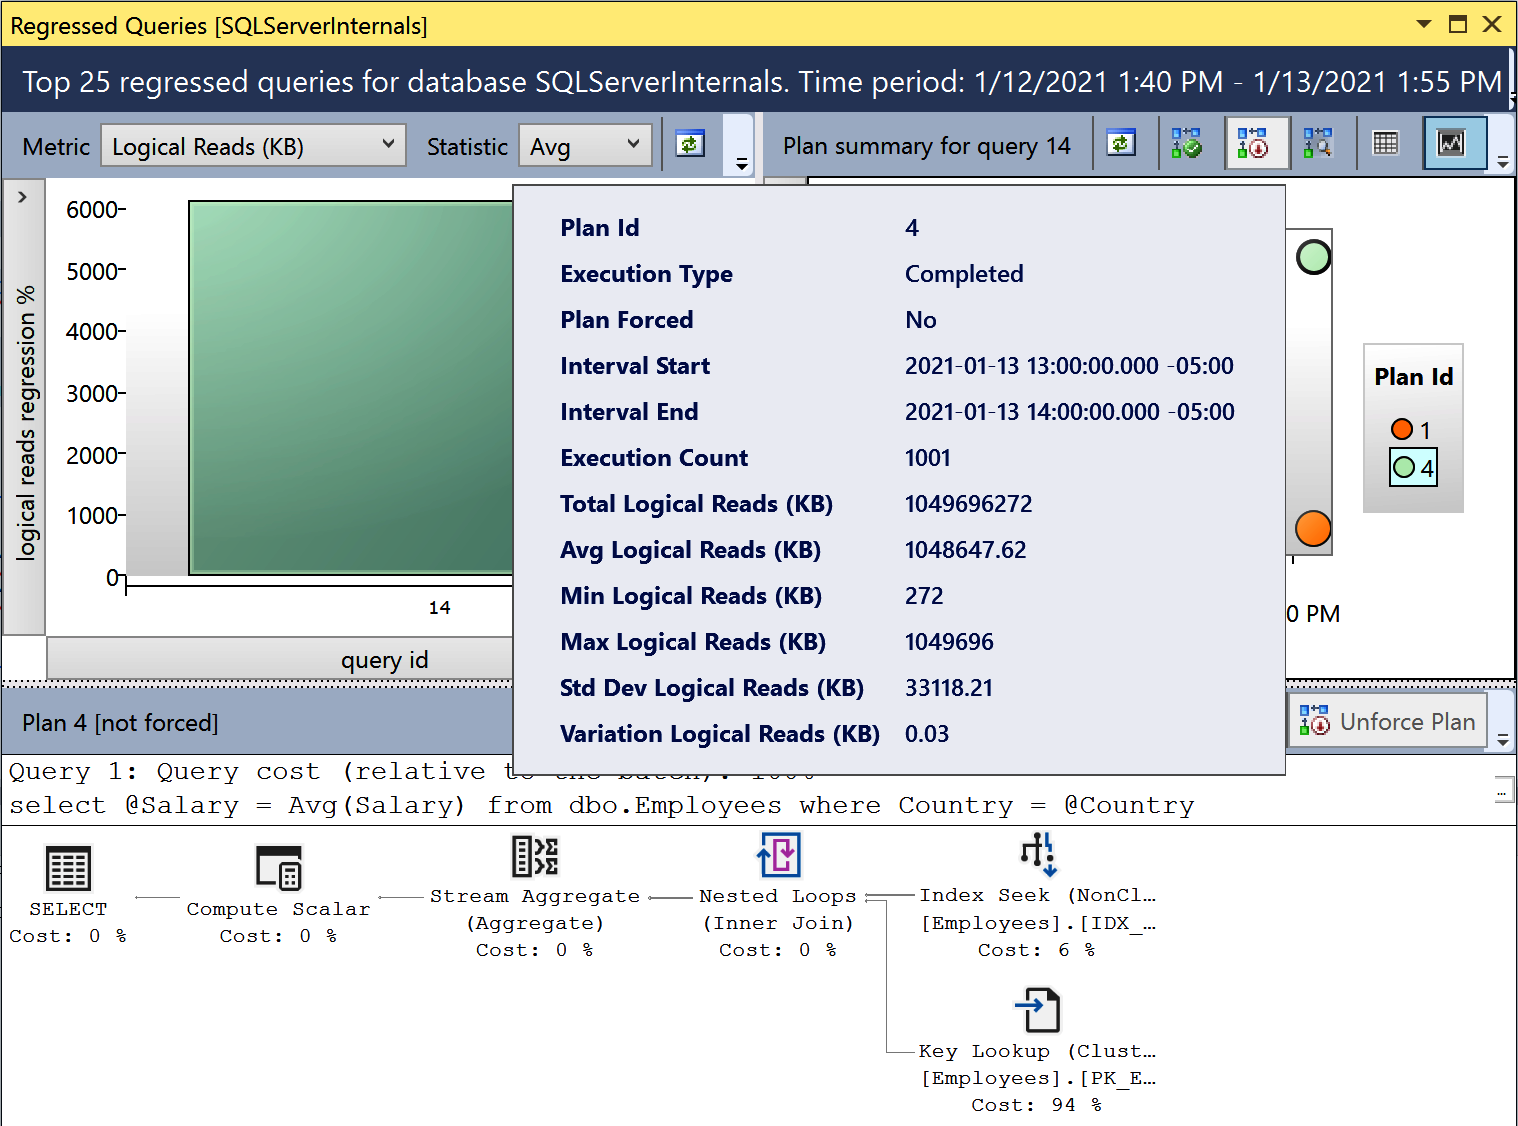 Regressed Queries [SQLServerInternals]
Top 25 regressed queries for database SQLServerInternals. Time period: 1/12/2021 1:40 PM - 1/13/2021 1:55 PM
Metric Logical Reads (KB) Statistic Avg
Plan summary for query 14
logical reads regression %
6000
5000
4000
3000
2000
1000
0
14
query id
Plan Id 4
Execution Type Completed
Plan Forced No
Interval Start 2021-01-13 13:00:00.000 -05:00
Interval End 2021-01-13 14:00:00.000 -05:00
Execution Count 1001
Total Logical Reads (KB) 1049696272
Avg Logical Reads (KB) 1048647.62
Min Logical Reads (KB) 272
Max Logical Reads (KB) 1049696
Std Dev Logical Reads (KB) 33118.21
Variation Logical Reads (KB) 0.03
Plan Id
1
4
0 PM
Plan 4 [not forced]
Unforce Plan
Query 1: Query cost (relative
select @Salary = Avg(Salary) from dbo.Employees where Country = @Country
...
SELECT
Cost: 0 %
Compute Scalar
Cost: 0 %
Stream Aggregate
(Aggregate)
Cost: 0 %
Nested Loops
(Inner Join)
Cost: 0 %
Index Seek (NonCl…
[Employees].[IDX_…
Cost: 6 %
Key Lookup (Clust…
[Employees].[PK_E…
Cost: 94 %